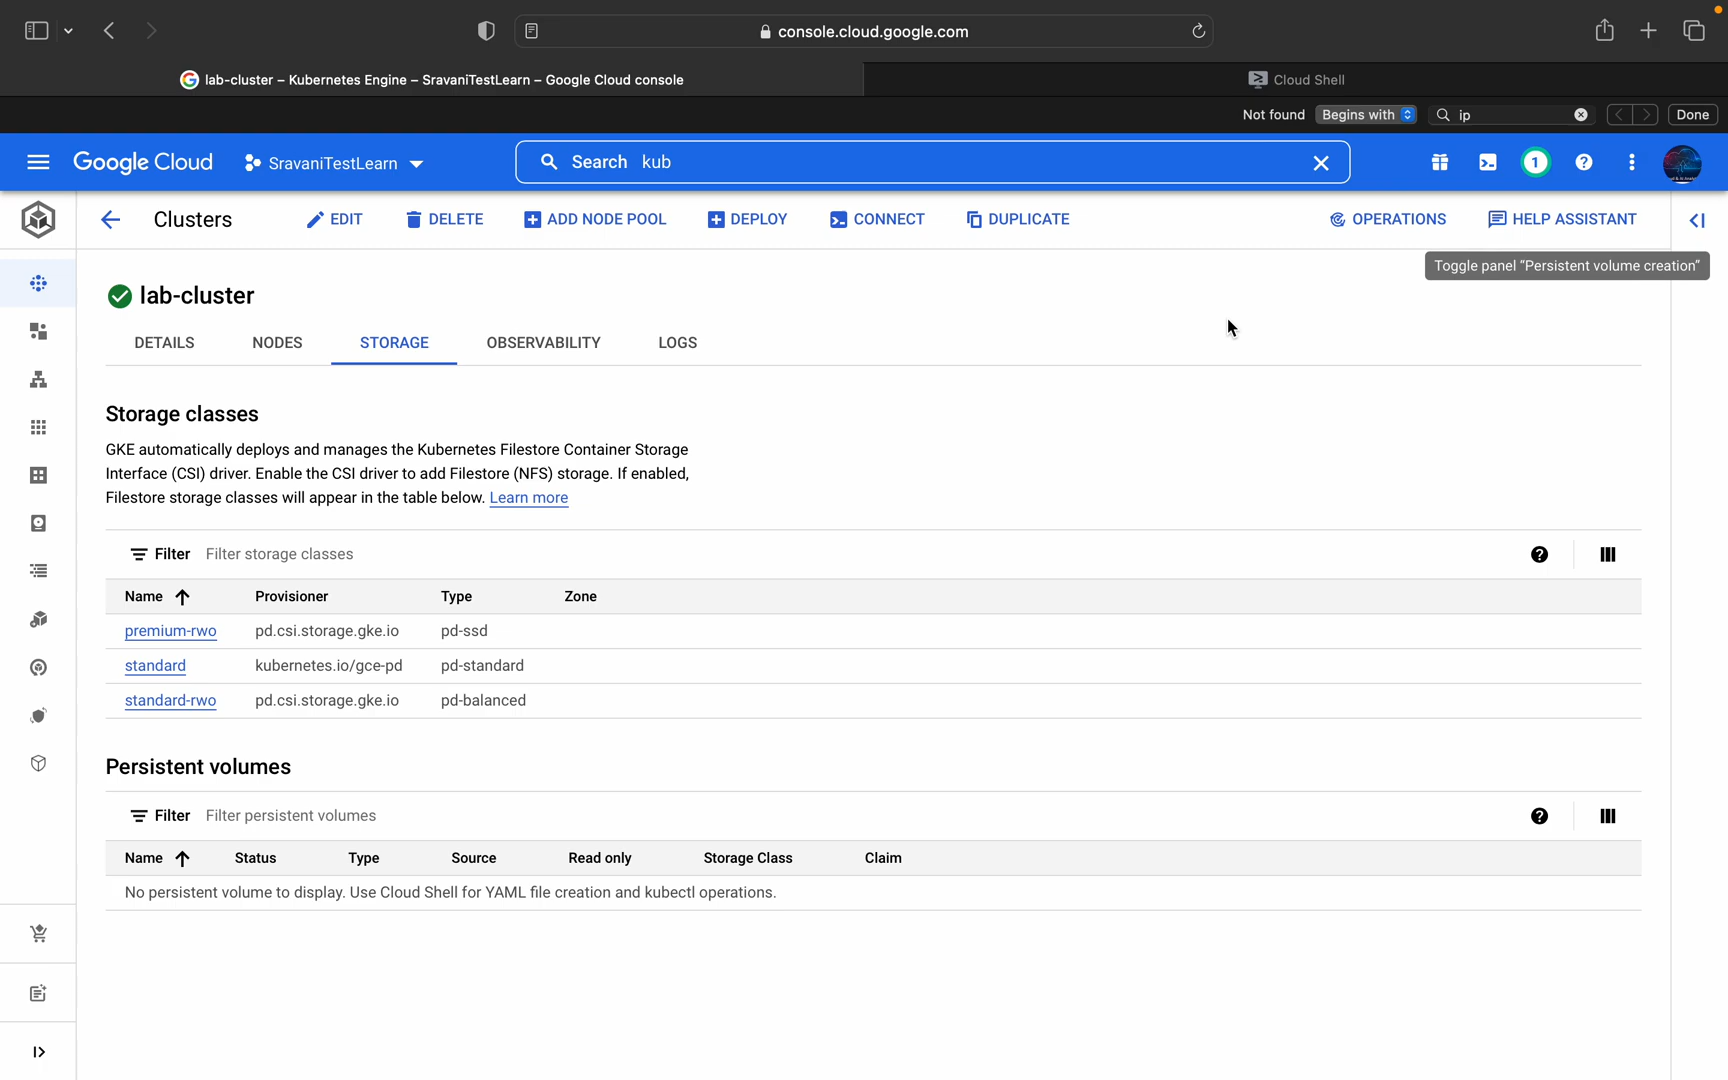 console.cloud.google.com
lab-cluster – Kubernetes Engine – SravaniTestLearn – Google Cloud console
Cloud Shell
Not found Begins with ip Done
Google Cloud SravaniTestLearn Search kub 1
Clusters EDIT DELETE ADD NODE POOL DEPLOY CONNECT DUPLICATE OPERATIONS HELP ASSISTANT
Toggle panel “Persistent volume creation”
lab-cluster
DETAILS NODES STORAGE OBSERVABILITY LOGS
Storage classes
GKE automatically deploys and manages the Kubernetes Filestore Container Storage
Interface (CSI) driver. Enable the CSI driver to add Filestore (NFS) storage. If enabled,
Filestore storage classes will appear in the table below. Learn more
Filter Filter storage classes
Name Provisioner Type Zone
premium-rwo pd.csi.storage.gke.io pd-ssd
standard kubernetes.io/gce-pd pd-standard
standard-rwo pd.csi.storage.gke.io pd-balanced
Persistent volumes
Filter Filter persistent volumes
Name Status Type Source Read only Storage Class Claim
No persistent volume to display. Use Cloud Shell for YAML file creation and kubectl operations.